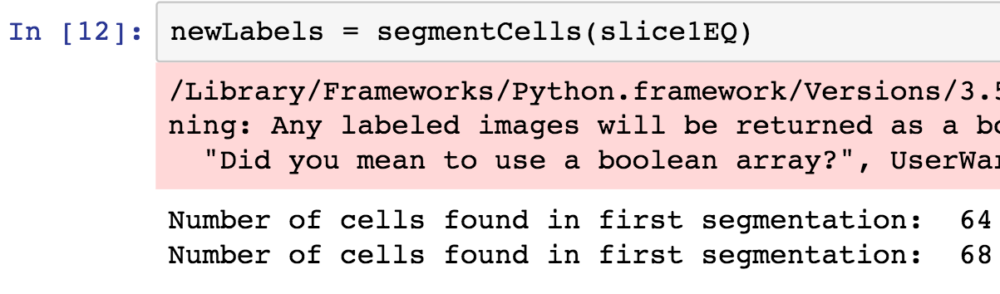 In [12]: newLabels = segmentCells(slice1EQ)
/Library/Frameworks/Python.framework/Versions/3.5
ning: Any labeled images will be returned as a bo
"Did you mean to use a boolean array?", UserWar
Number of cells found in first segmentation:  64
Number of cells found in first segmentation:  68